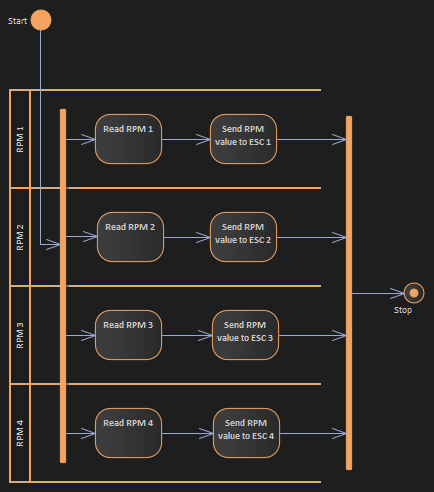 Start
RPM 1
Read RPM 1
Send RPM
value to ESC 1
RPM 2
Read RPM 2
Send RPM
value to ESC 2
RPM 3
Read RPM 3
Send RPM
value to ESC 3
Stop
RPM 4
Read RPM 4
Send RPM
value to ESC 4